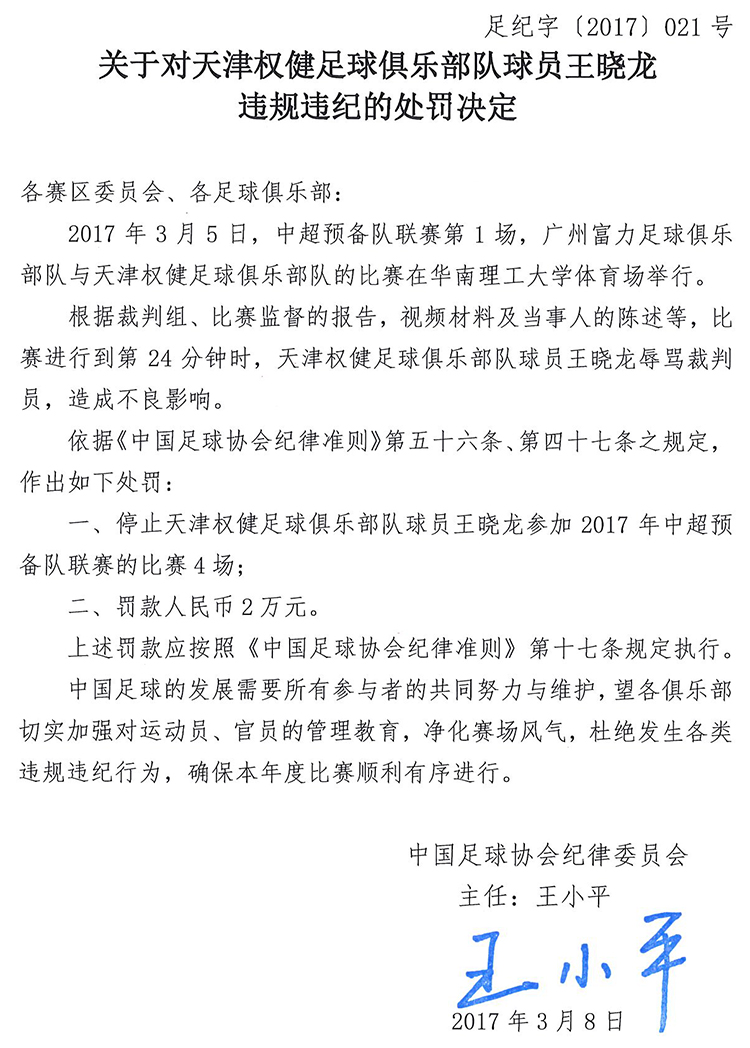 足纪字〔2017〕021号
关于对天津权健足球俱乐部队球员王晓龙
违规违纪的处罚决定
各赛区委员会、各足球俱乐部：
2017年3月5日，中超预备队联赛第1场，广州富力足球俱乐
部队与天津权健足球俱乐部队的比赛在华南理工大学体育场举行。
根据裁判组、比赛监督的报告，视频材料及当事人的陈述等，比
赛进行到第24分钟时，天津权健足球俱乐部队球员王晓龙辱骂裁判
员，造成不良影响。
依据《中国足球协会纪律准则》第五十六条、第四十七条之规定，
作出如下处罚：
一、停止天津权健足球俱乐部队球员王晓龙参加2017年中超预
备队联赛的比赛4场；
二、罚款人民币2万元。
上述罚款应按照《中国足球协会纪律准则》第十七条规定执行。
中国足球的发展需要所有参与者的共同努力与维护，望各俱乐部
切实加强对运动员、官员的管理教育，净化赛场风气，杜绝发生各类
违规违纪行为，确保本年度比赛顺利有序进行。
中国足球协会纪律委员会
主任：王小平
王小平
2017年3月8日